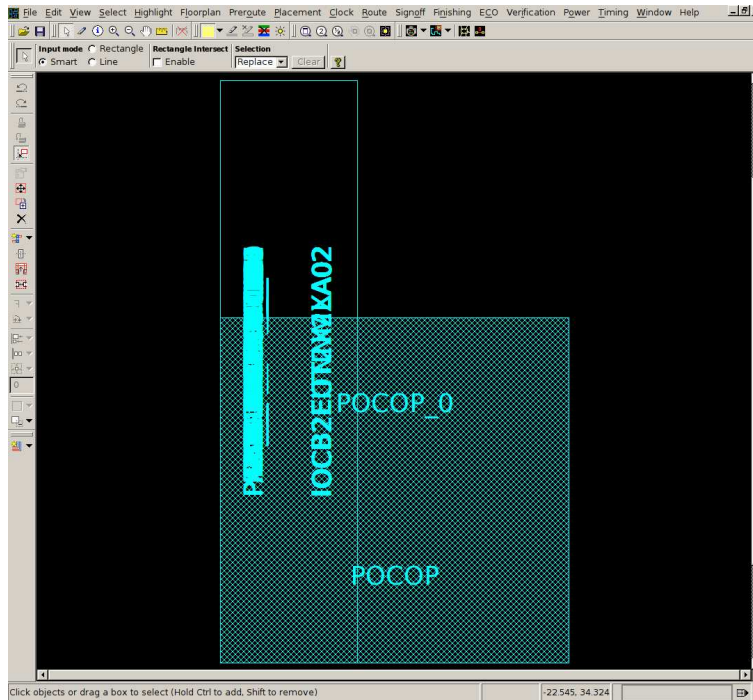 File Edit View Select Highlight Floorplan Preroute Placement Clock Route Signoff Finishing ECO Verification Power Timing Window Help
Input mode Rectangle Rectangle Intersect Selection
Smart Line Enable Replace Clear
0
POCOP_0
POCOP
Click objects or drag a box to select (Hold Ctrl to add, Shift to remove)
-22.545, 34.324